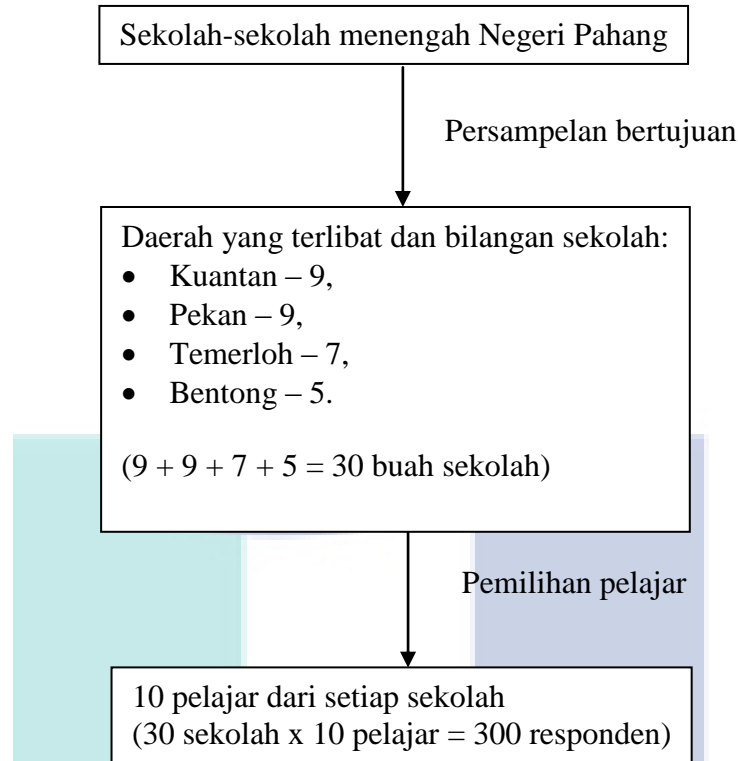 Sekolah-sekolah menengah Negeri Pahang
Persampelan bertujuan
Daerah yang terlibat dan bilangan sekolah:
• Kuantan – 9,
• Pekan – 9,
• Temerloh – 7,
• Bentong – 5.
(9 + 9 + 7 + 5 = 30 buah sekolah)
Pemilihan pelajar
10 pelajar dari setiap sekolah
(30 sekolah x 10 pelajar = 300 responden)